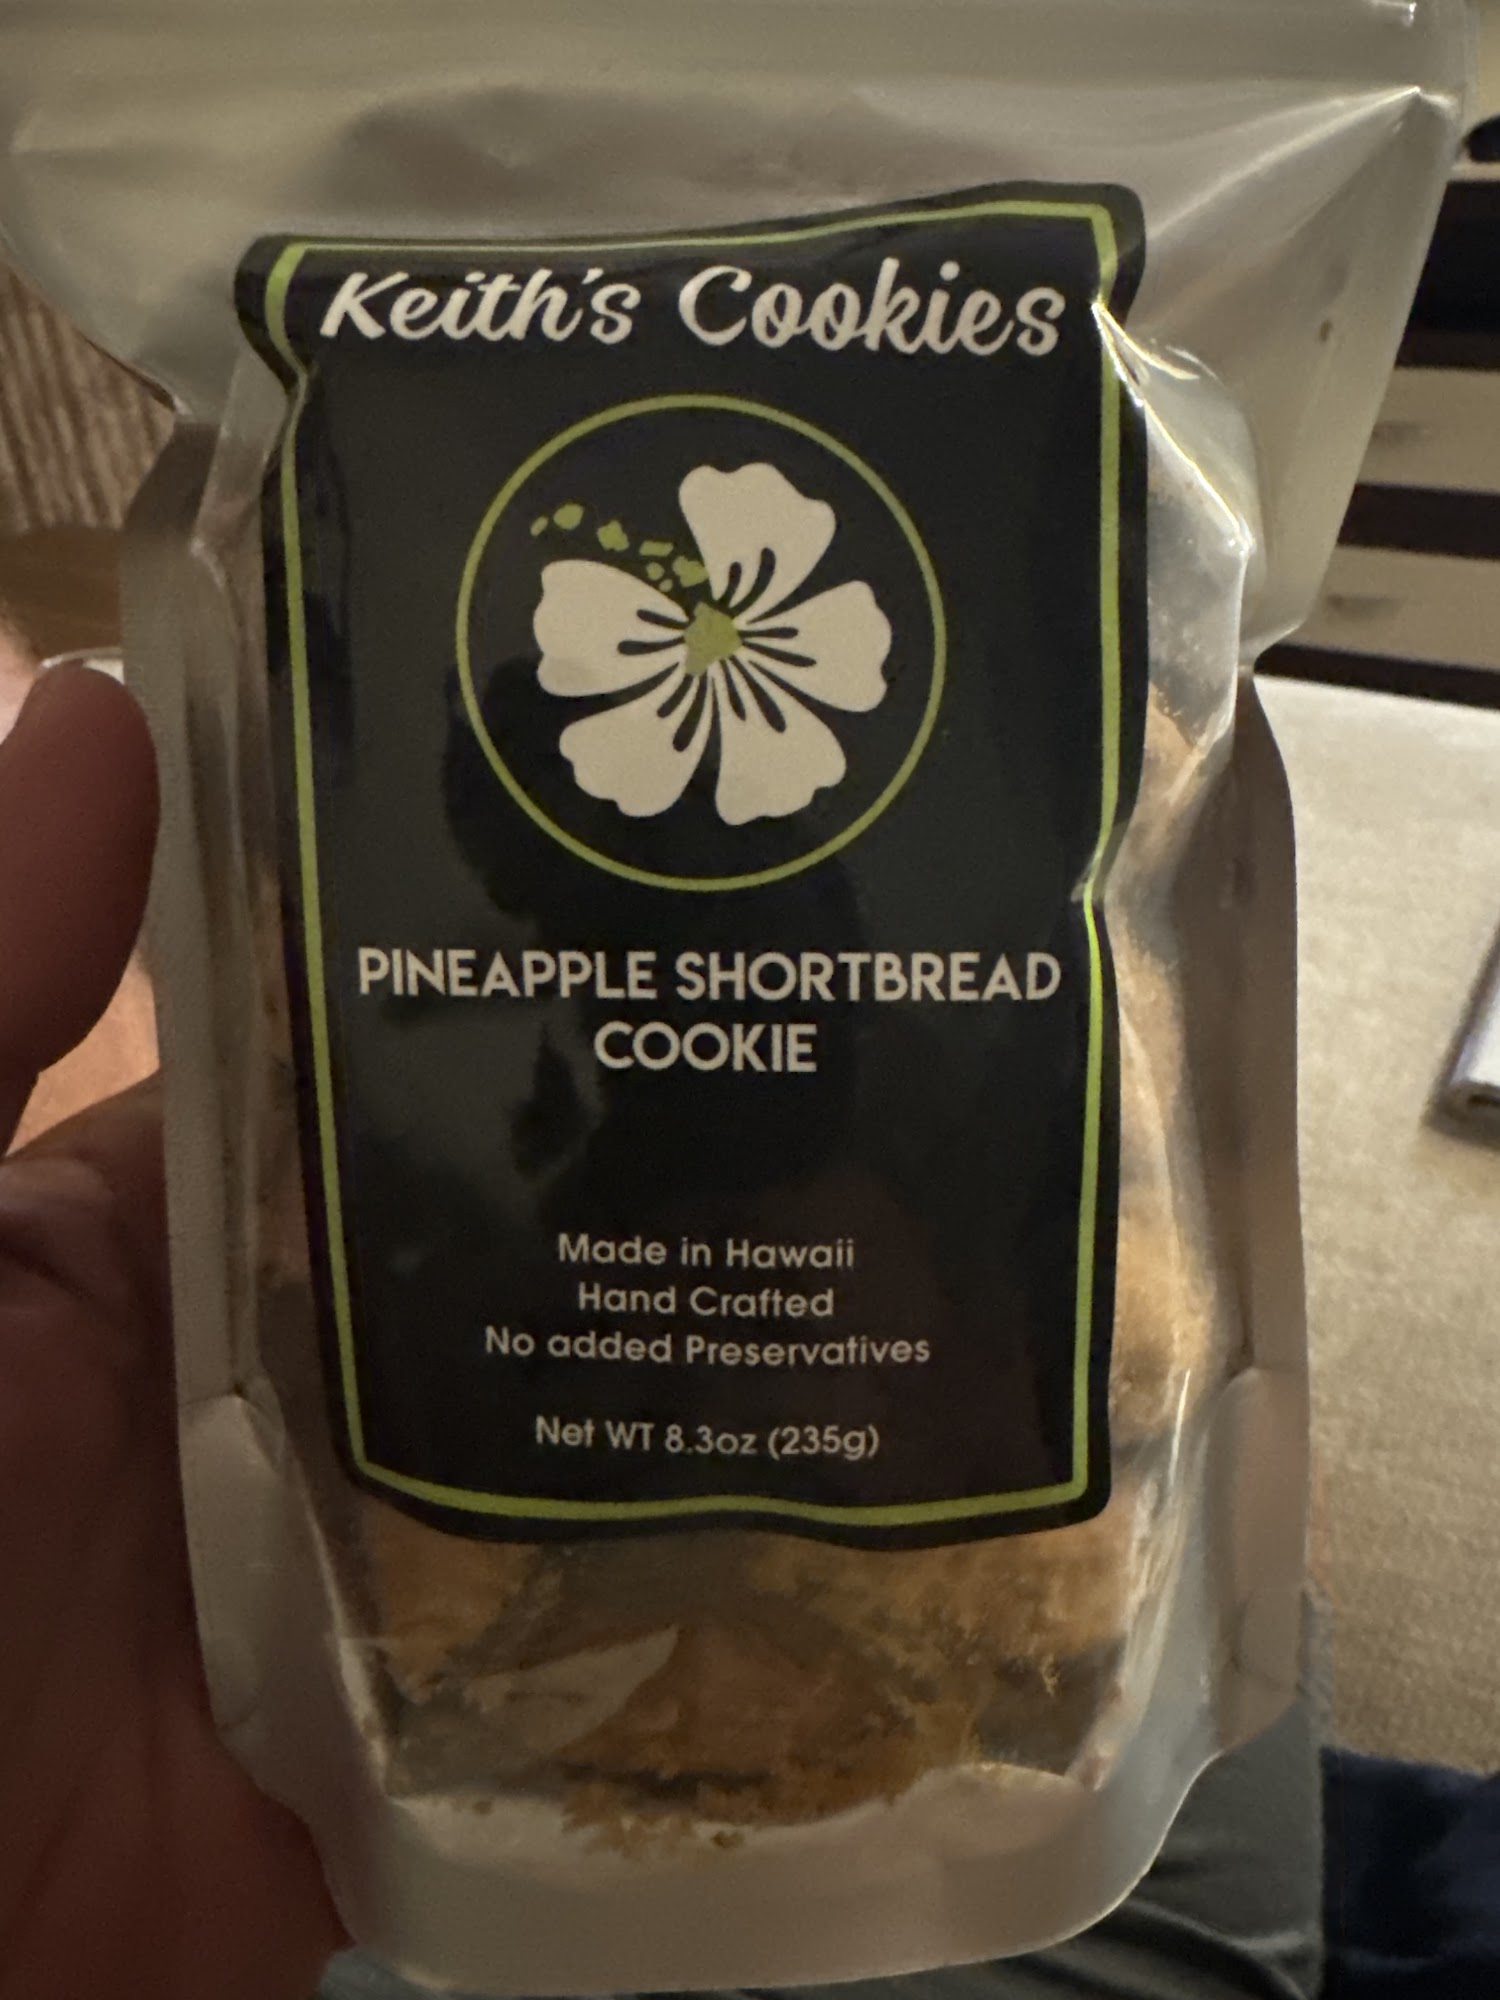 Keith's Cookies
PINEAPPLE SHORTBREAD
COOKIE
Made in Hawaii
Hand Crafted
No added Preservatives
Net WT 8.3oz (235g)